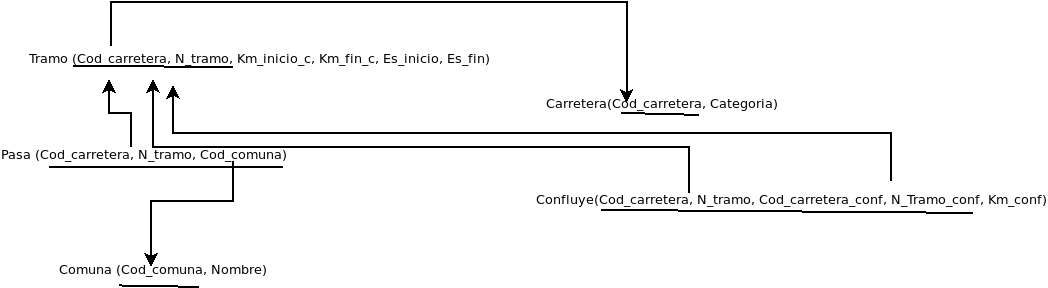 Tramo (Cod_carretera, N_tramo, Km_inicio_c, Km_fin_c, Es_inicio, Es_fin)
Carretera(Cod_carretera, Categoria)
Pasa (Cod_carretera, N_tramo, Cod_comuna)
Confluye(Cod_carretera, N_tramo, Cod_carretera_conf, N_Tramo_conf, Km_conf)
Comuna (Cod_comuna, Nombre)